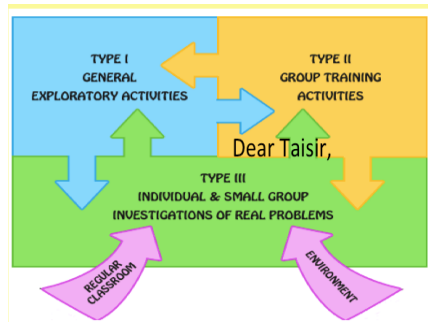 TYPE I
GENERAL
EXPLORATORY ACTIVITIES
TYPE II
GROUP TRAINING
ACTIVITIES
Dear Taisir,
TYPE III
INDIVIDUAL & SMALL GROUP
INVESTIGATIONS OF REAL PROBLEMS
REGULAR
CLASSROOM
ENVIRONMENT